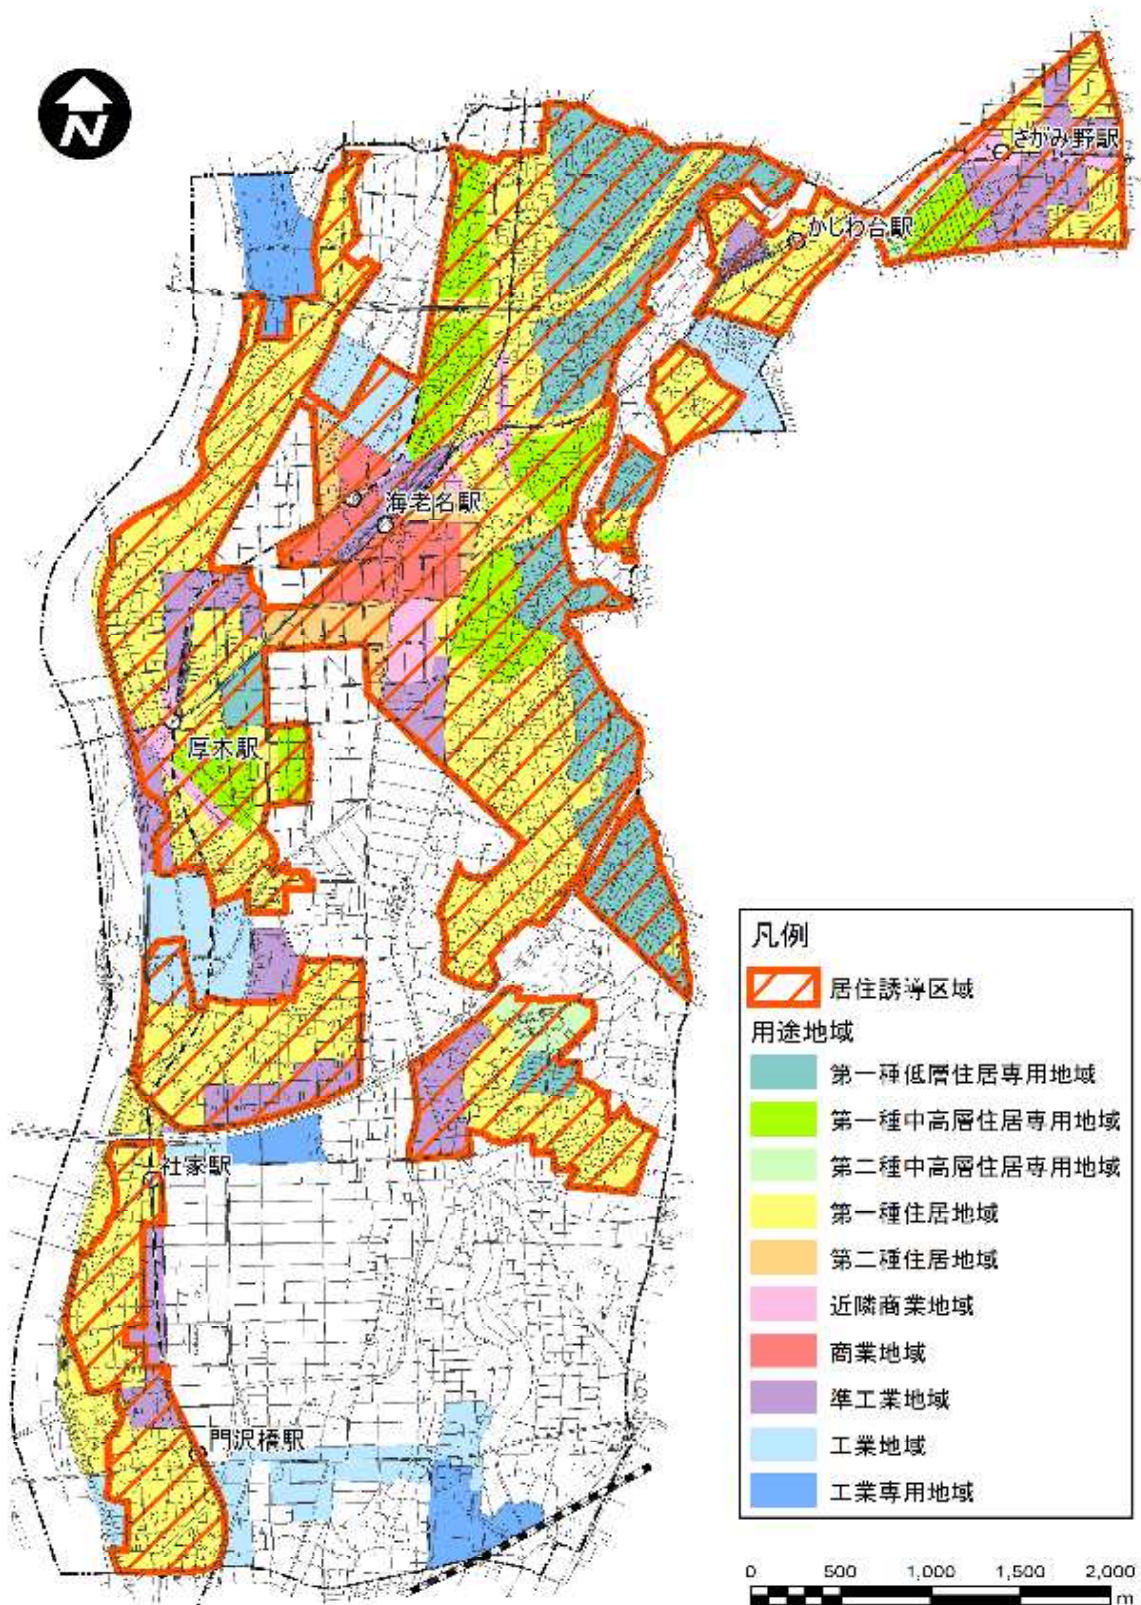 N
さがみ野駅
かしわ台駅
海老名駅
厚木駅
社家駅
門沢橋駅
凡例
居住誘導区域
用途地域
第一種低層住居専用地域
第一種中高層住居専用地域
第二種中高層住居専用地域
第一種住居地域
第二種住居地域
近隣商業地域
商業地域
準工業地域
工業地域
工業専用地域
0 500 1,000 1,500 2,000
m